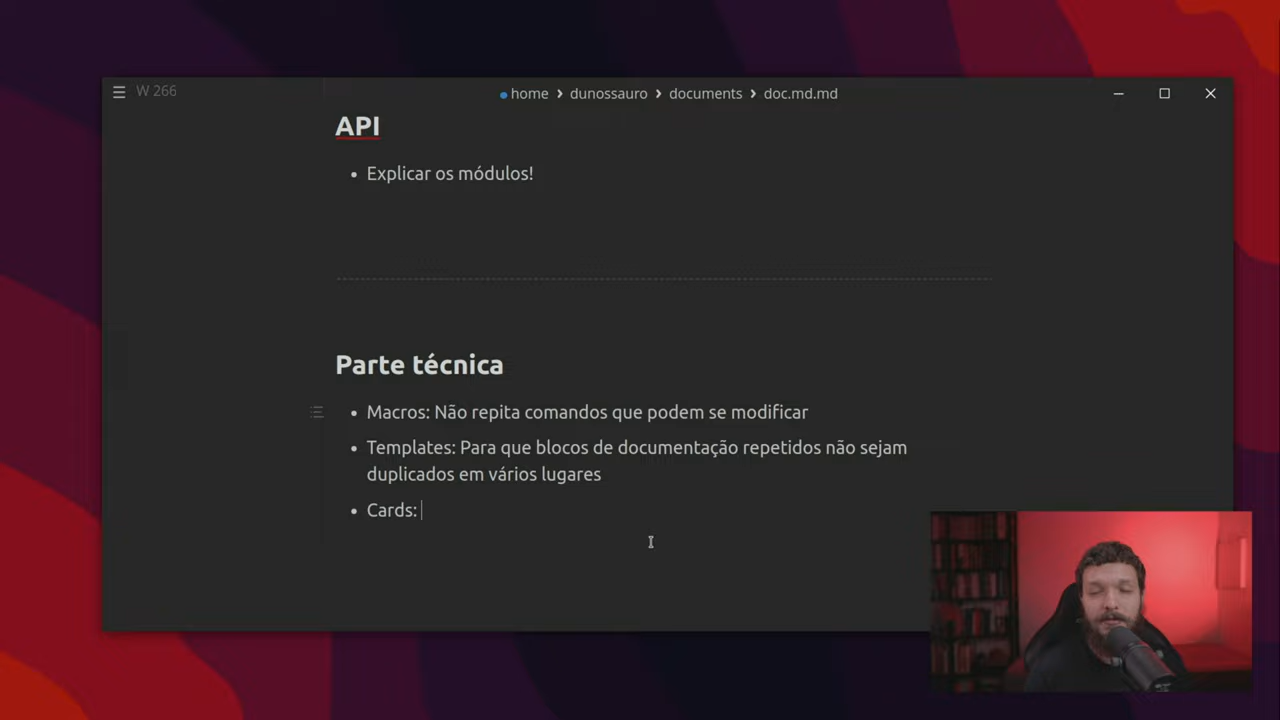 W 266
home > dunossauro > documents > doc.md.md
API
Explicar os módulos!
Parte técnica
Macros: Não repita comandos que podem se modificar
Templates: Para que blocos de documentação repetidos não sejam
duplicados em vários lugares
Cards: